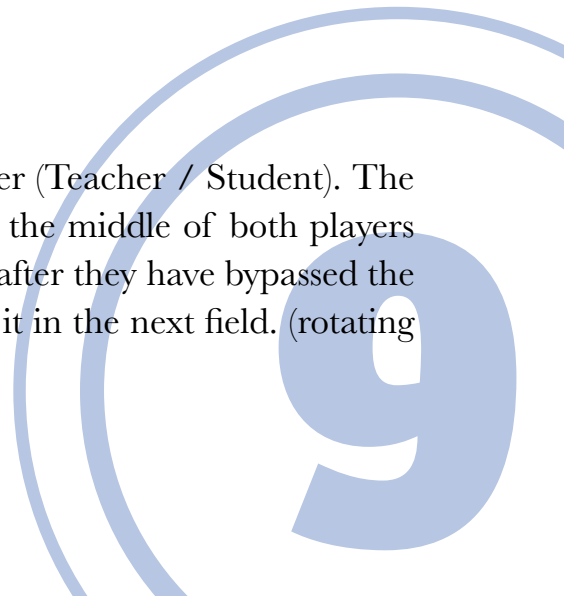 er (Teacher / Student). The
the middle of both players
after they have bypassed the
it in the next field. (rotating
9